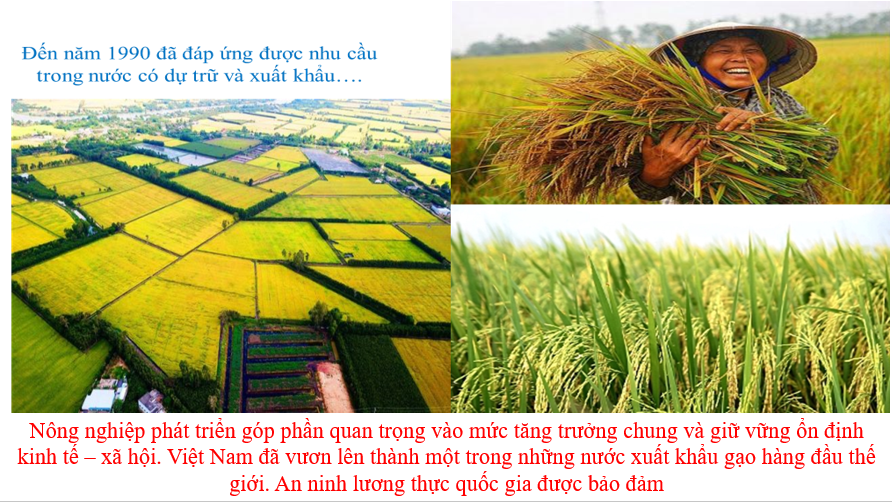 Đến năm 1990 đã đáp ứng được nhu cầu
trong nước có dự trữ và xuất khẩu….
Nông nghiệp phát triển góp phần quan trọng vào mức tăng trưởng chung và giữ vững ổn định
kinh tế – xã hội. Việt Nam đã vươn lên thành một trong những nước xuất khẩu gạo hàng đầu thế
giới. An ninh lương thực quốc gia được bảo đảm